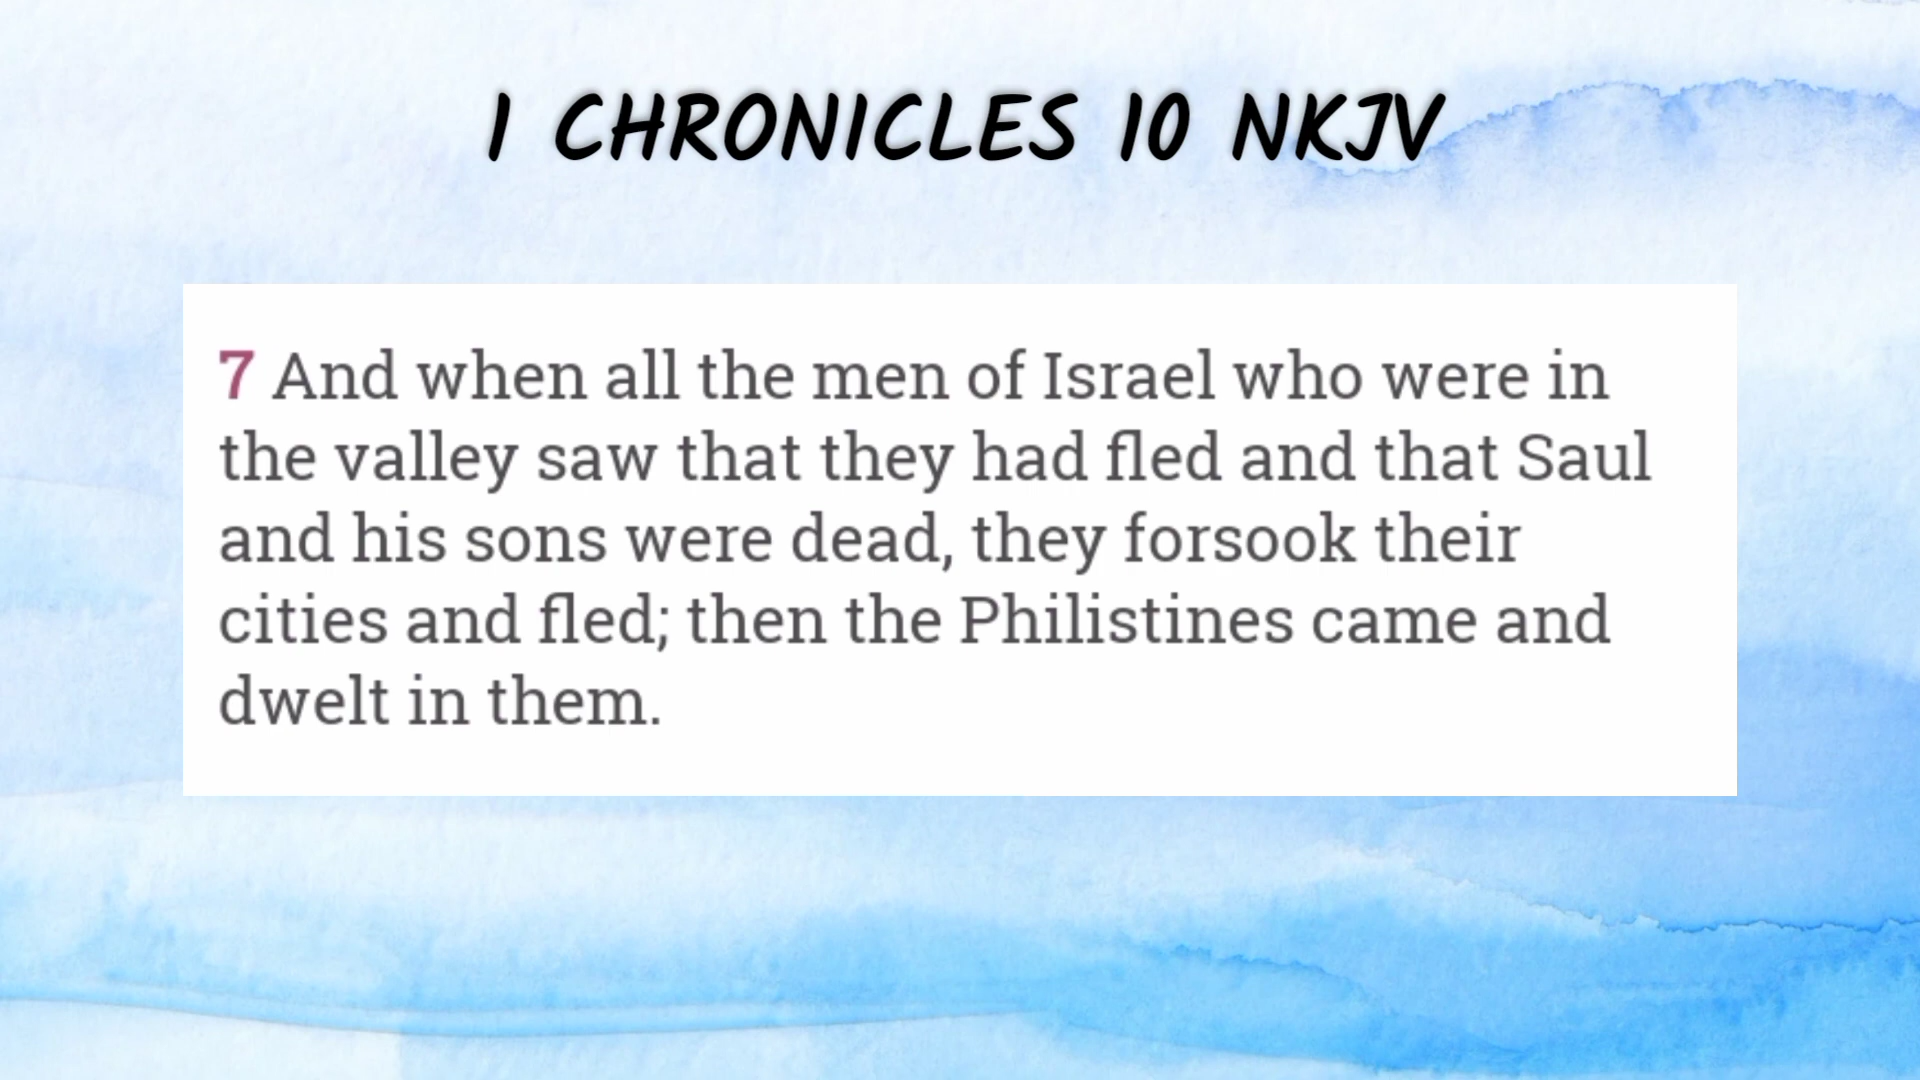 1 CHRONICLES 10 NKJV
7 And when all the men of Israel who were in
the valley saw that they had fled and that Saul
and his sons were dead, they forsook their
cities and fled; then the Philistines came and
dwelt in them.